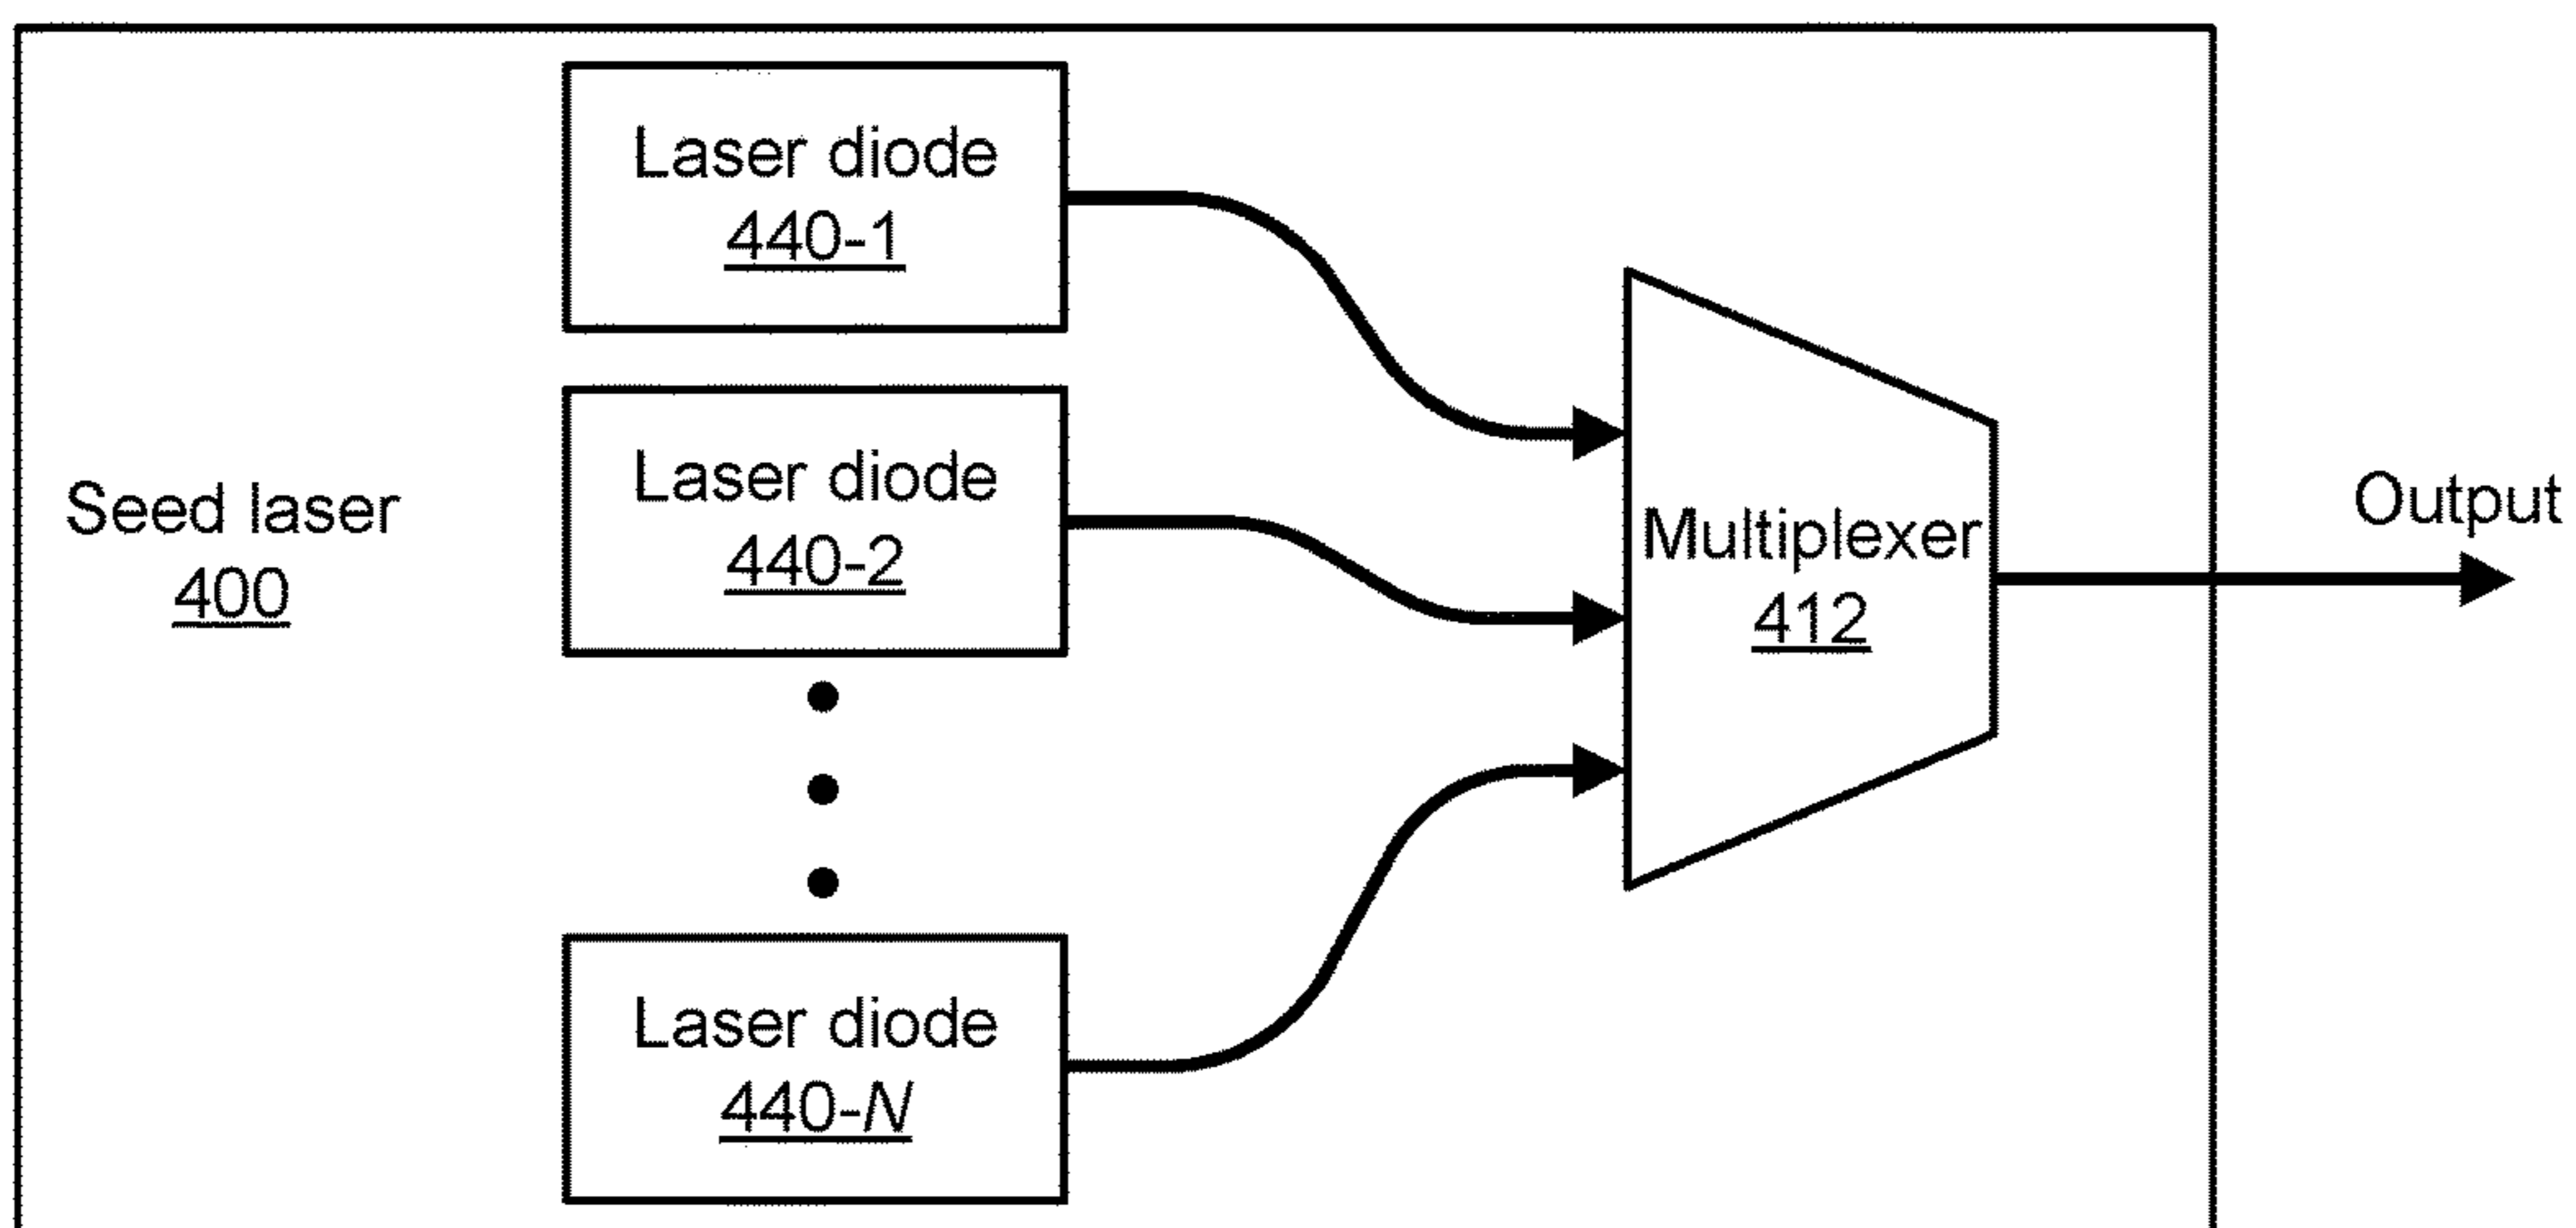 Laser diode
440-1
Seed laser
400
Laser diode
440-2
Multiplexer
412
Output
Laser diode
440-N